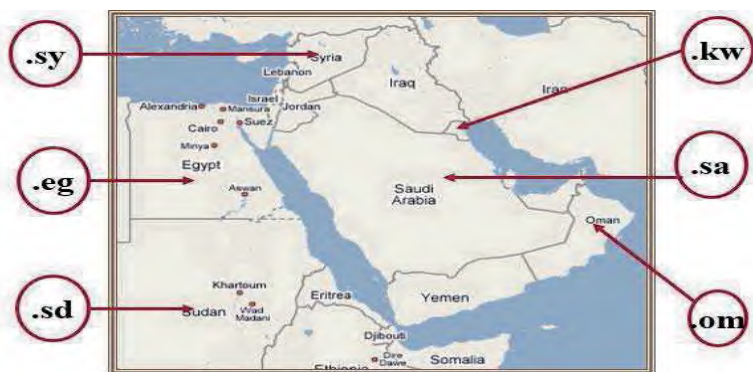 .sy
.kw
Syria
Lebanon
Iraq
Iran
Israel
Jordan
Alexandria
Mansura
Cairo
Suez
Minya
Egypt
.eg
Aswan
Saudi
Arabia
.sa
Oman
Khartoum
.sd
Sudan
Wad
Madani
Eritrea
Yemen
.om
Djibouti
Dire
Dawe
Somalia
Ethiopia